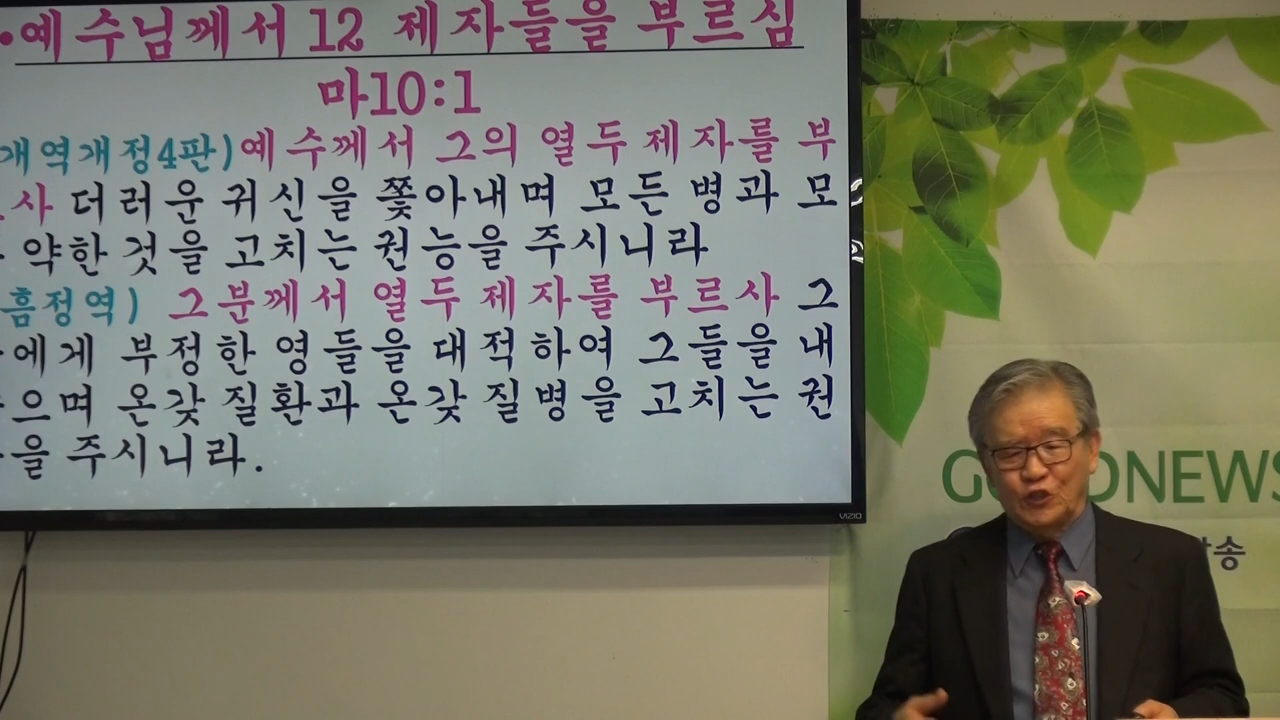 •예수님께서 12 제자들을 부르심
마10:1
개역개정4판)예수께서 그의 열두 제자를 부
사 더러운 귀신을 쫓아내며 모든 병과 모
약한 것을 고치는 권능을 주시니라
흠정역) 그분께서 열두 제자를 부르사 그
에게 부정한 영들을 대적하여 그들을 내
으며 온갖 질환과 온갖 질병을 고치는 권
을 주시니라.
VIZIO